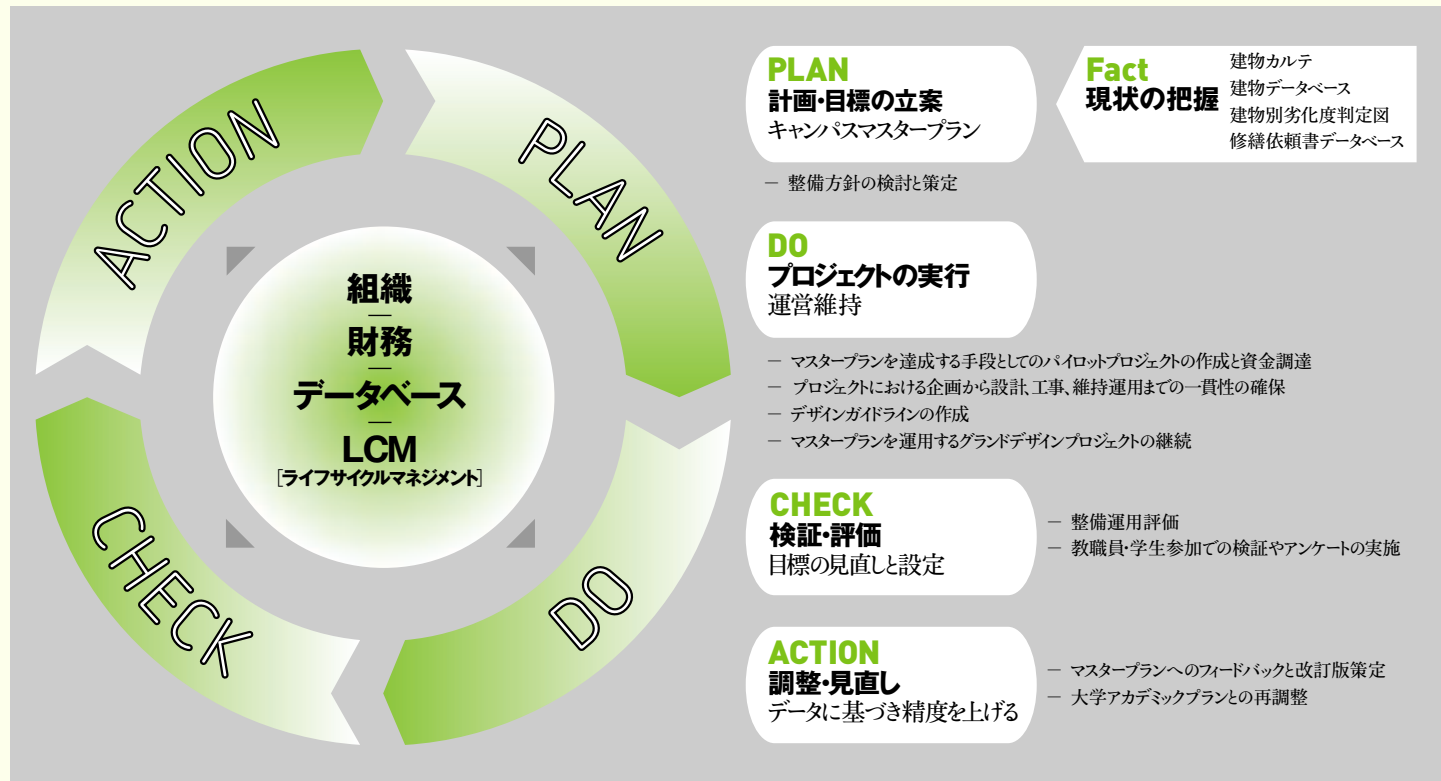 ACTION
PLAN
CHECK
DO
組織
財務
データベース
LCM
[ライフサイクルマネジメント]
PLAN
計画・目標の立案
キャンパスマスタープラン
Fact
現状の把握
建物カルテ
建物データベース
建物別劣化度判定図
修繕依頼書データベース
― 整備方針の検討と策定
DO
プロジェクトの実行
運営維持
― マスタープランを達成する手段としてのパイロットプロジェクトの作成と資金調達
― プロジェクトにおける企画から設計、工事、維持運用までの一貫性の確保
― デザインガイドラインの作成
― マスタープランを運用するグランドデザインプロジェクトの継続
CHECK
検証・評価
目標の見直しと設定
― 整備運用評価
― 教職員・学生参加での検証やアンケートの実施
ACTION
調整・見直し
データに基づき精度を上げる
― マスタープランへのフィードバックと改訂版策定
― 大学アカデミックプランとの再調整